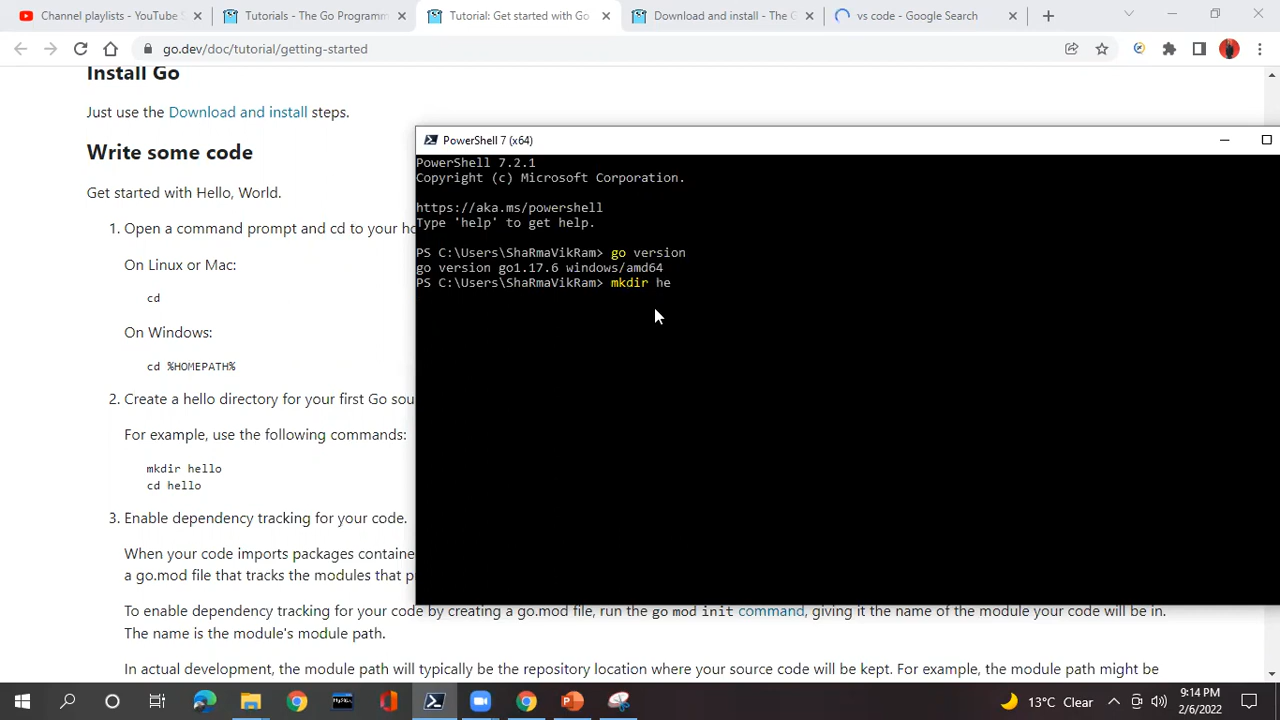 Channel playlists - YouTube S
Tutorials - The Go Programm
Tutorial: Get started with Go
Download and install - The G
vs code - Google Search
go.dev/doc/tutorial/getting-started
Install Go
Just use the Download and install steps.
Write some code
Get started with Hello, World.
1. Open a command prompt and cd to your ho
On Linux or Mac:
cd
On Windows:
cd %HOMEPATH%
2. Create a hello directory for your first Go sou
For example, use the following commands:
mkdir hello
cd hello
3. Enable dependency tracking for your code.
When your code imports packages containe
a go.mod file that tracks the modules that p
To enable dependency tracking for your code by creating a go.mod file, run the go mod init command, giving it the name of the module your code will be in.
The name is the module's module path.
In actual development, the module path will typically be the repository location where your source code will be kept. For example, the module path might be
PowerShell 7 (x64)
PowerShell 7.2.1
Copyright (c) Microsoft Corporation.
https://aka.ms/powershell
Type 'help' to get help.
PS C:\Users\ShaRmaVikRam> go version
go version go1.17.6 windows/amd64
PS C:\Users\ShaRmaVikRam> mkdir he
13°C Clear
9:14 PM
2/6/2022